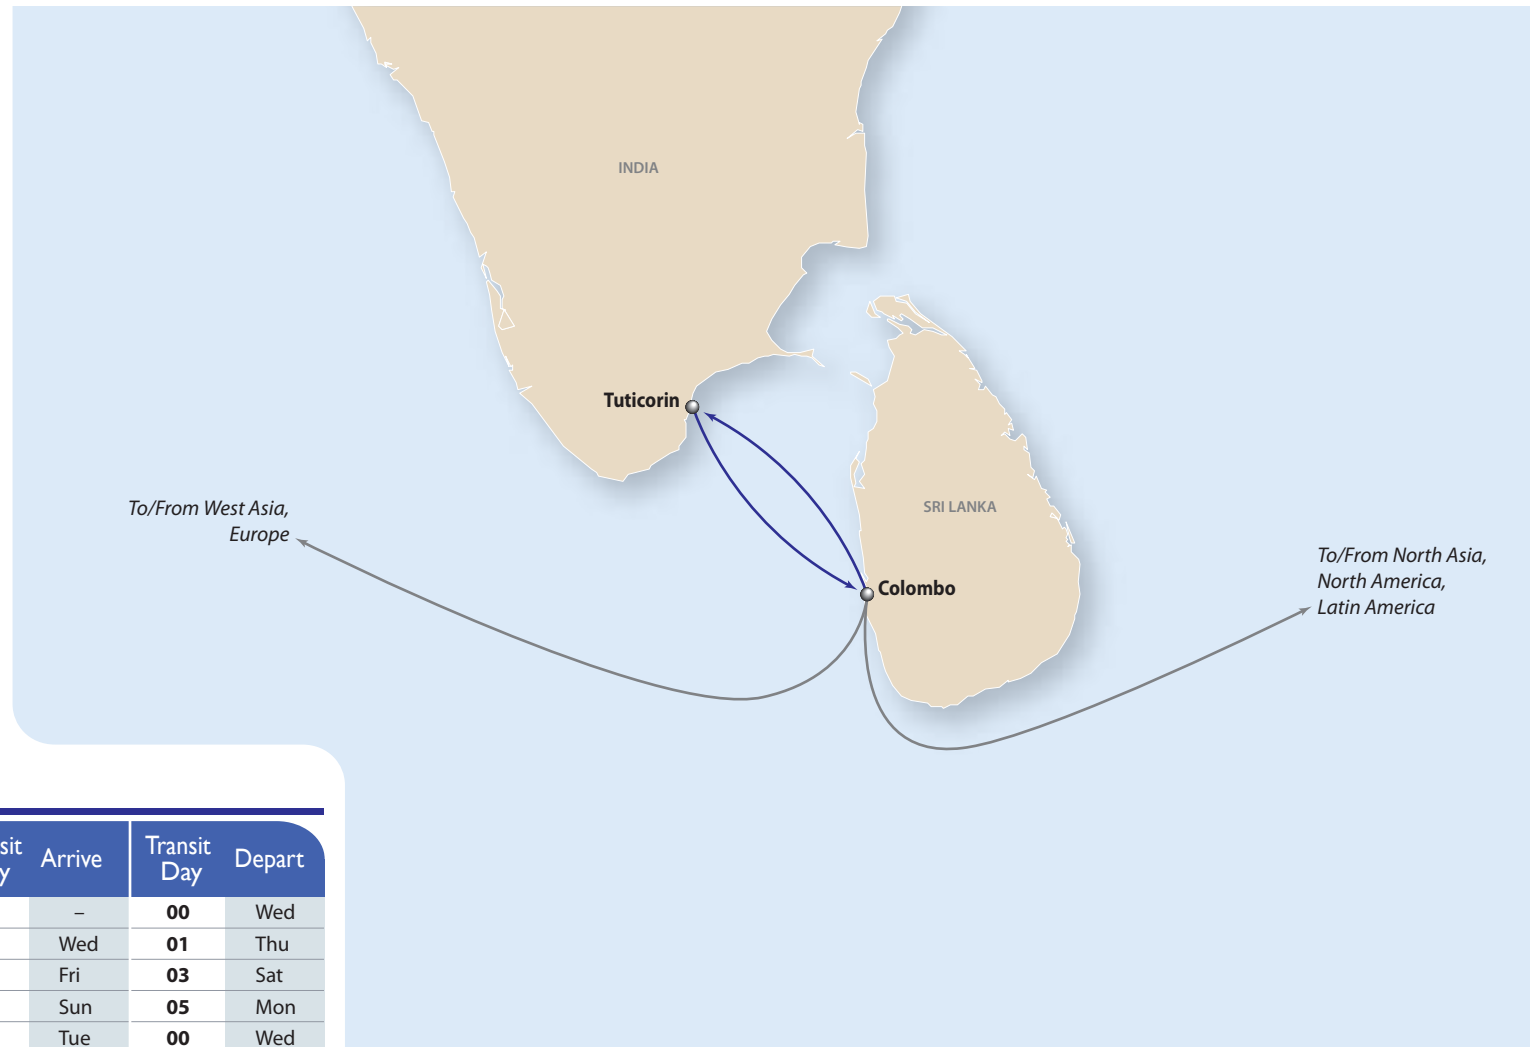 INDIA
Tuticorin
To/From West Asia,
Europe
SRI LANKA
Colombo
To/From North Asia,
North America,
Latin America
Arrive Transit Day Depart
– 00 Wed
Wed 01 Thu
Fri 03 Sat
Sun 05 Mon
Tue 00 Wed